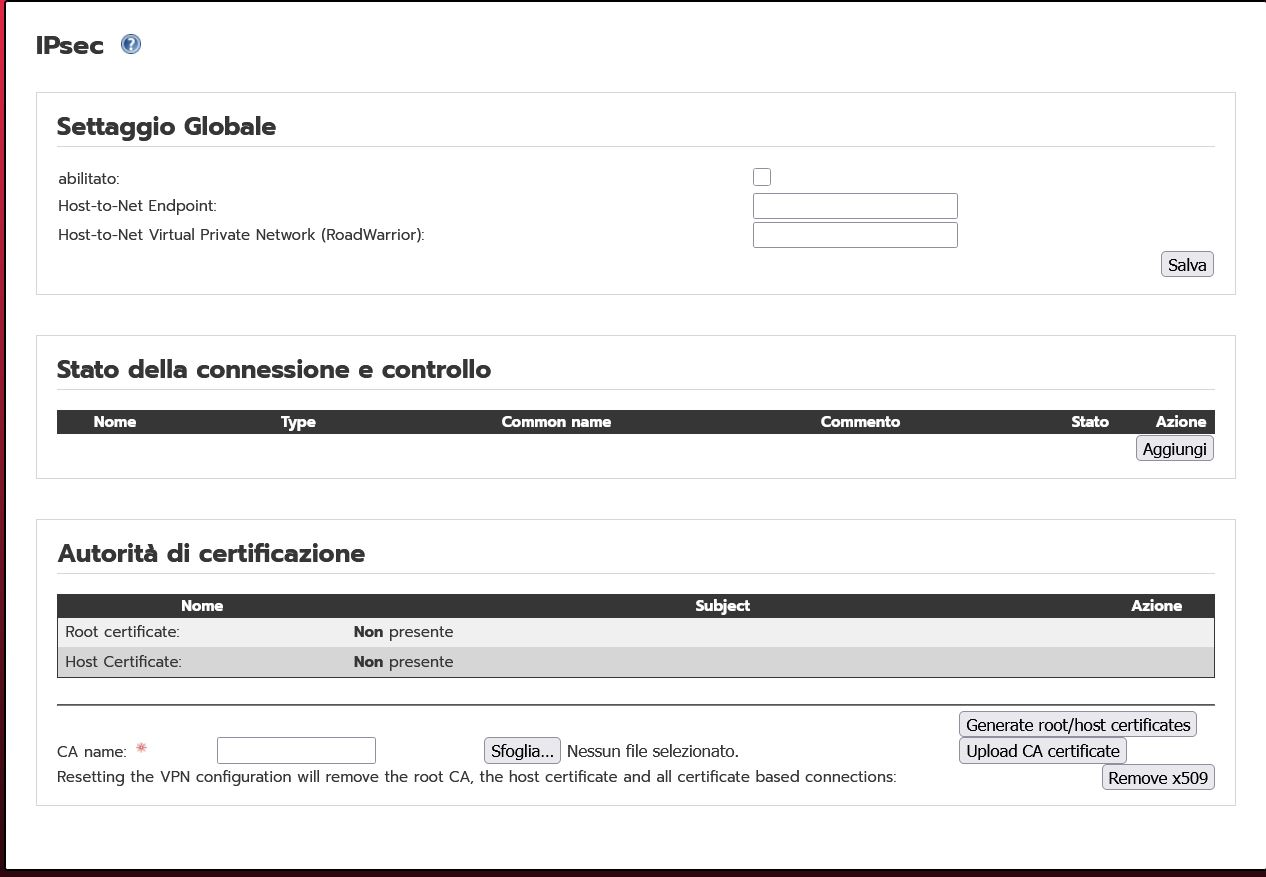 IPsec
Settaggio Globale
abilitato:
Host-to-Net Endpoint:
Host-to-Net Virtual Private Network (RoadWarrior):
Salva
Stato della connessione e controllo
Nome Type Common name Commento Stato Azione
Aggiungi
Autorità di certificazione
Nome Subject Azione
Root certificate: Non presente
Host Certificate: Non presente
Generate root/host certificates
CA name: Sfoglia... Nessun file selezionato. Upload CA certificate
Resetting the VPN configuration will remove the root CA, the host certificate and all certificate based connections: Remove x509